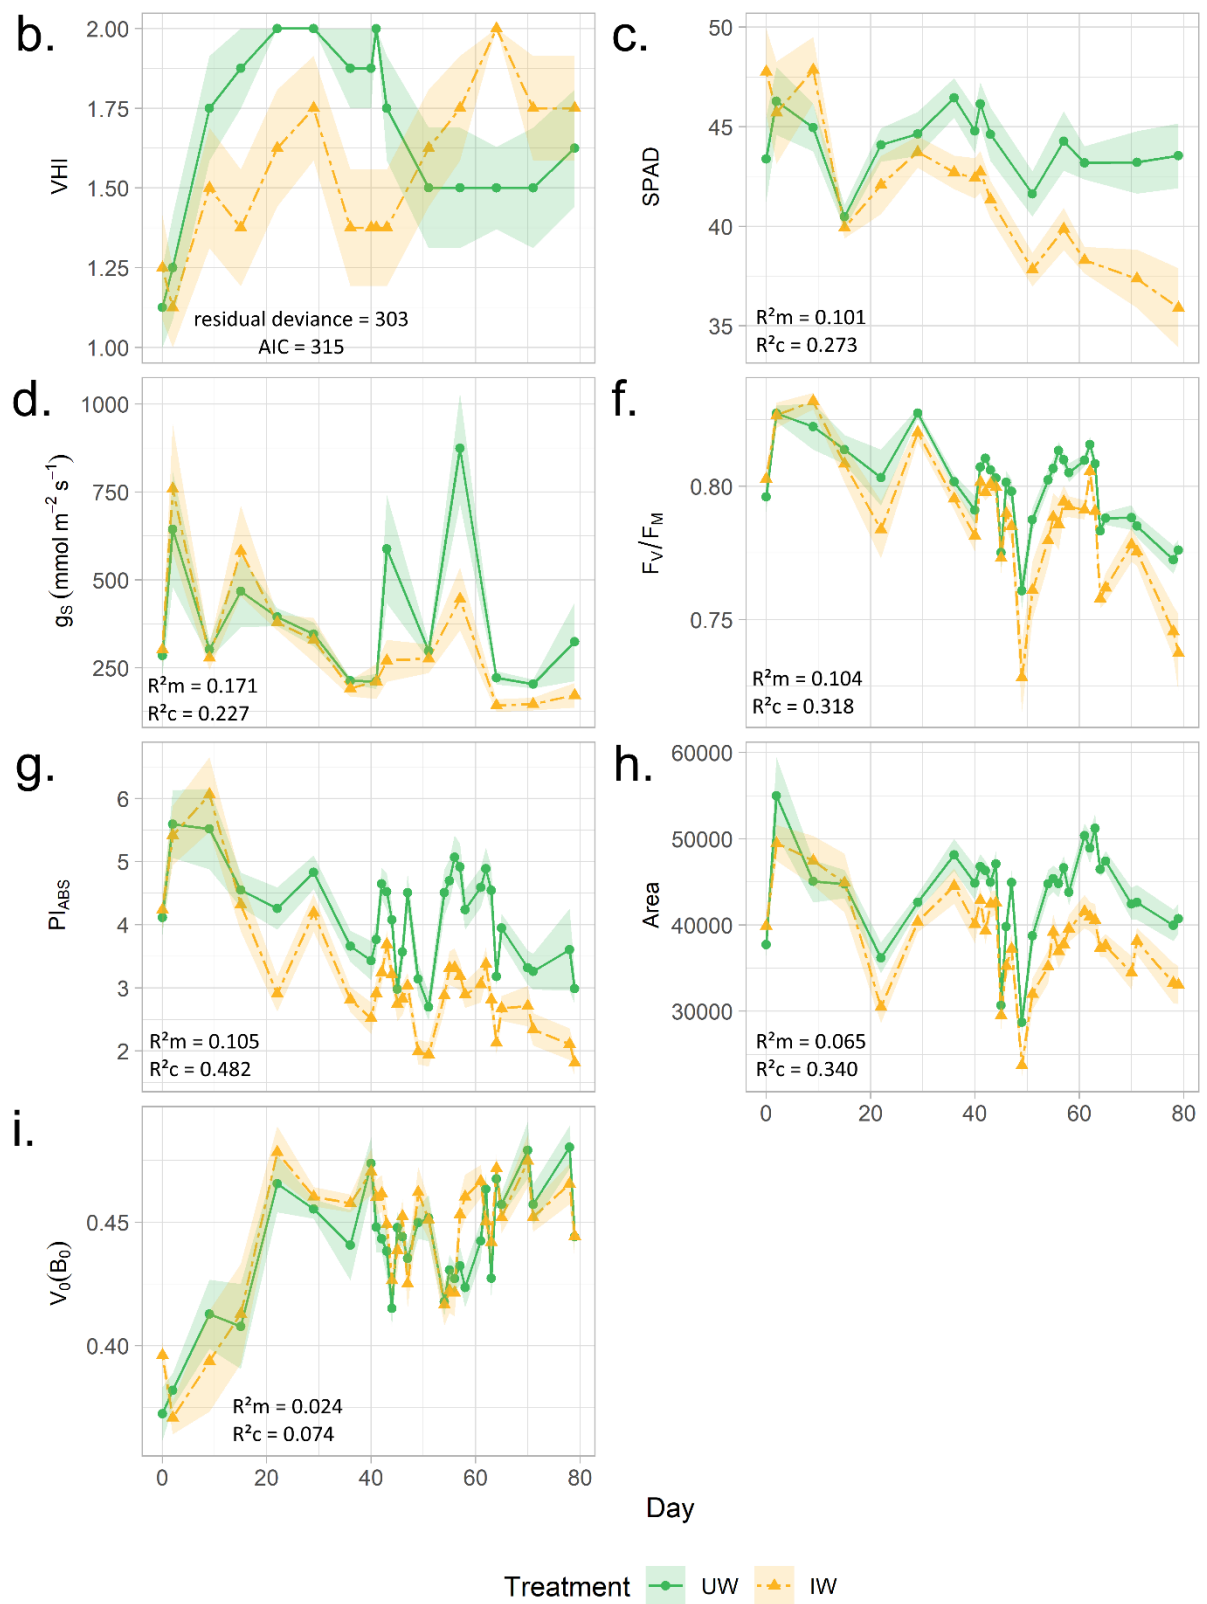 b.
2.00
1.75
1.50
1.25
1.00
VHI
residual deviance = 303
AIC = 315
c.
50
45
40
35
SPAD
R²m = 0.101
R²c = 0.273
d.
1000
750
500
250
gS (mmol m⁻² s⁻¹)
R²m = 0.171
R²c = 0.227
f.
0.80
0.75
FV/FM
R²m = 0.104
R²c = 0.318
g.
6
5
4
3
2
PIABS
R²m = 0.105
R²c = 0.482
h.
60000
50000
40000
30000
Area
R²m = 0.065
R²c = 0.340
0 20 40 60 80
i.
0.45
0.40
V0(B0)
R²m = 0.024
R²c = 0.074
0 20 40 60 80
Day
Treatment UW IW